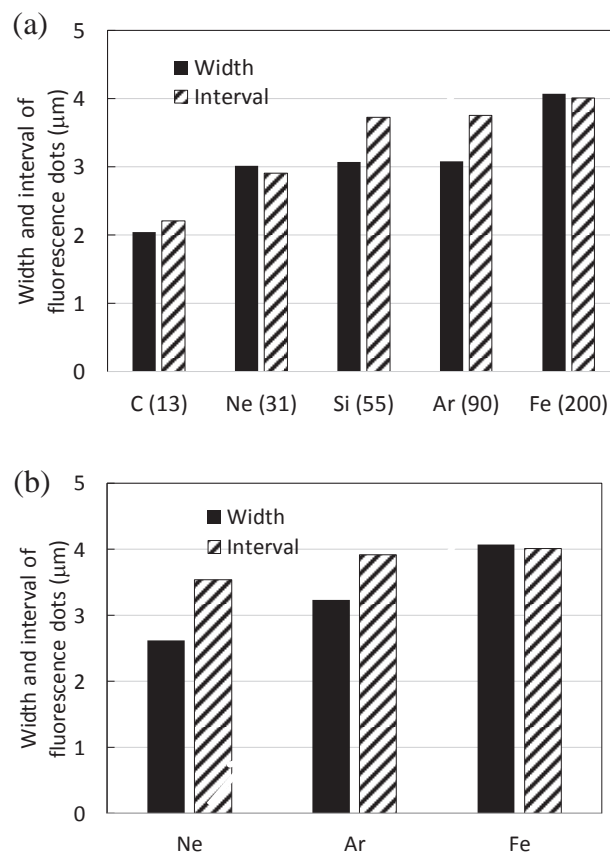 (a)
Width and interval of
fluorescence dots (μm)
5
4
3
2
1
0
Width
Interval
C (13) Ne (31) Si (55) Ar (90) Fe (200)
(b)
Width and interval of
fluorescence dots (μm)
5
4
3
2
1
0
Width
Interval
Ne Ar Fe